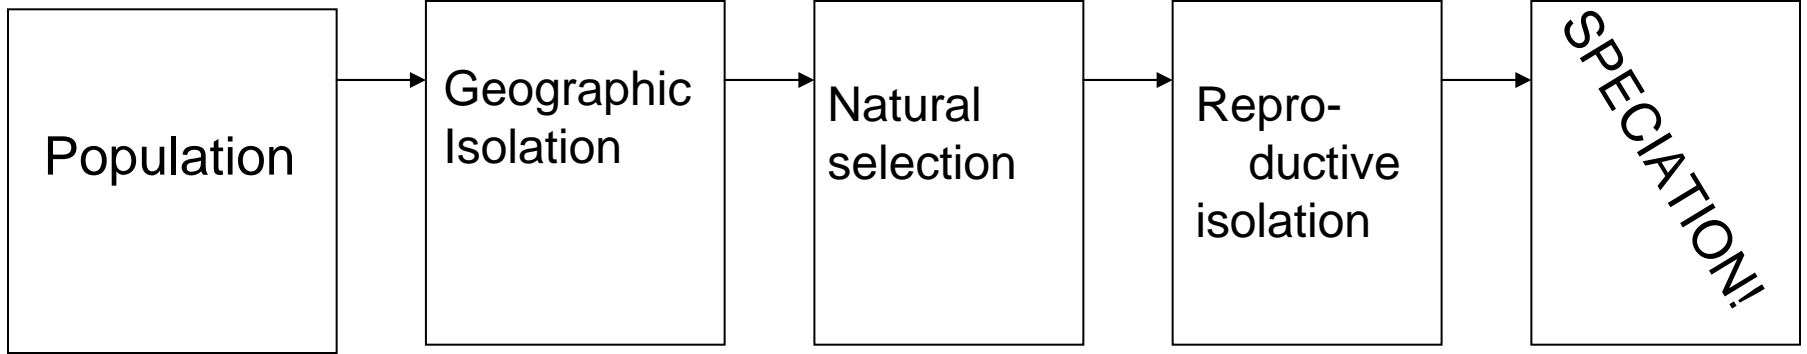 Population
Geographic
Isolation
Natural
selection
Repro-
ductive
isolation
SPECIATION!